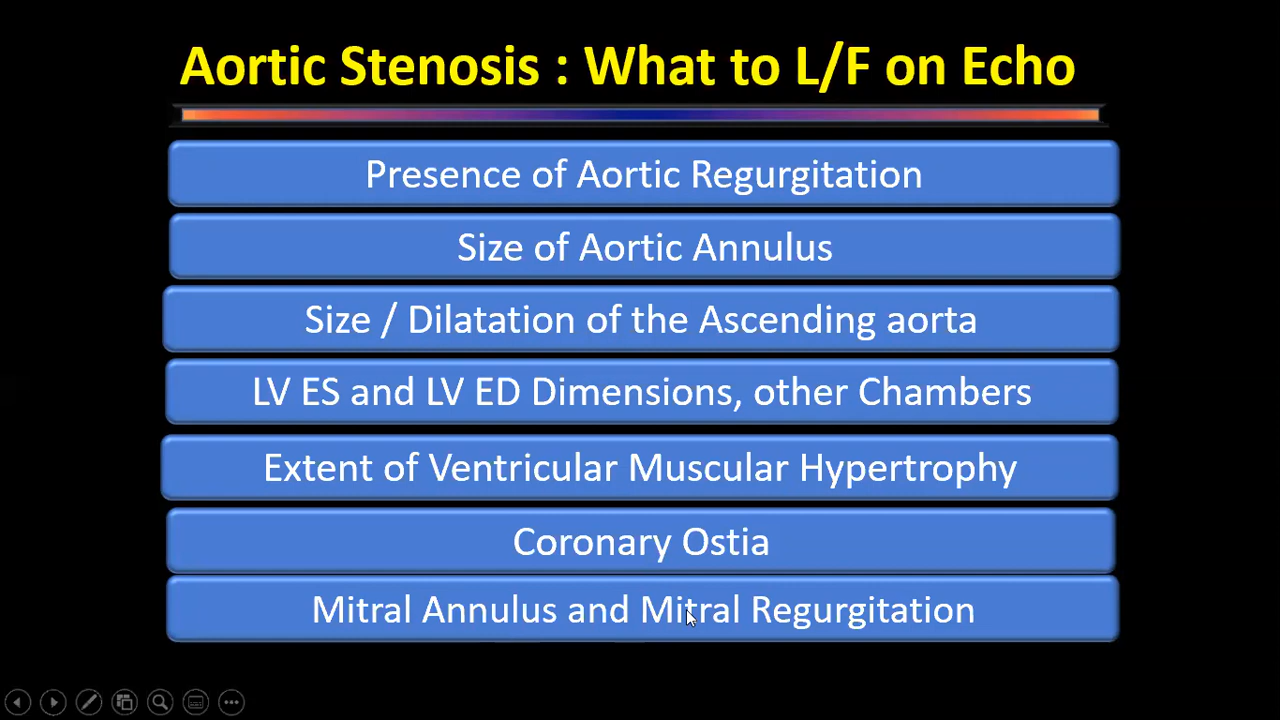 Aortic Stenosis : What to L/F on Echo
Presence of Aortic Regurgitation
Size of Aortic Annulus
Size / Dilatation of the Ascending aorta
LV ES and LV ED Dimensions, other Chambers
Extent of Ventricular Muscular Hypertrophy
Coronary Ostia
Mitral Annulus and Mitral Regurgitation